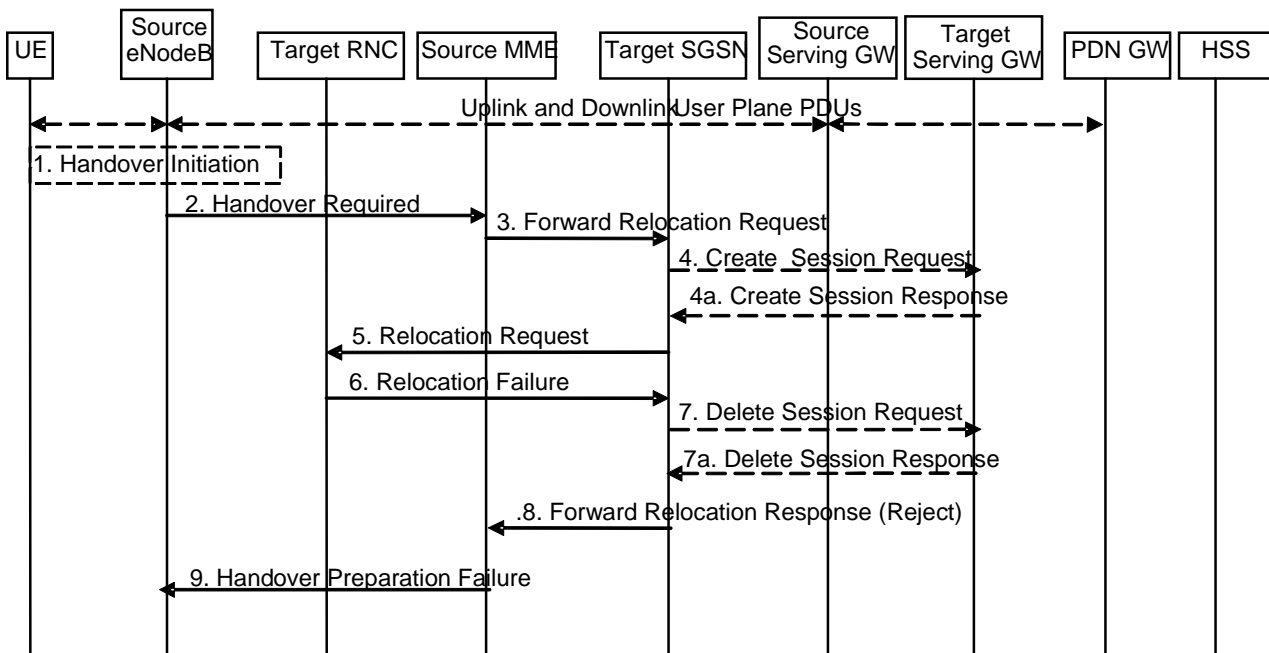 UE
Source
eNodeB
Target RNC
Source MME
Target SGSN
Source
Serving GW
Target
Serving GW
PDN GW
HSS
Uplink and Downlink User Plane PDUs
1. Handover Initiation
2. Handover Required
3. Forward Relocation Request
4. Create Session Request
4a. Create Session Response
5. Relocation Request
6. Relocation Failure
7. Delete Session Request
7a. Delete Session Response
.8. Forward Relocation Response (Reject)
9. Handover Preparation Failure